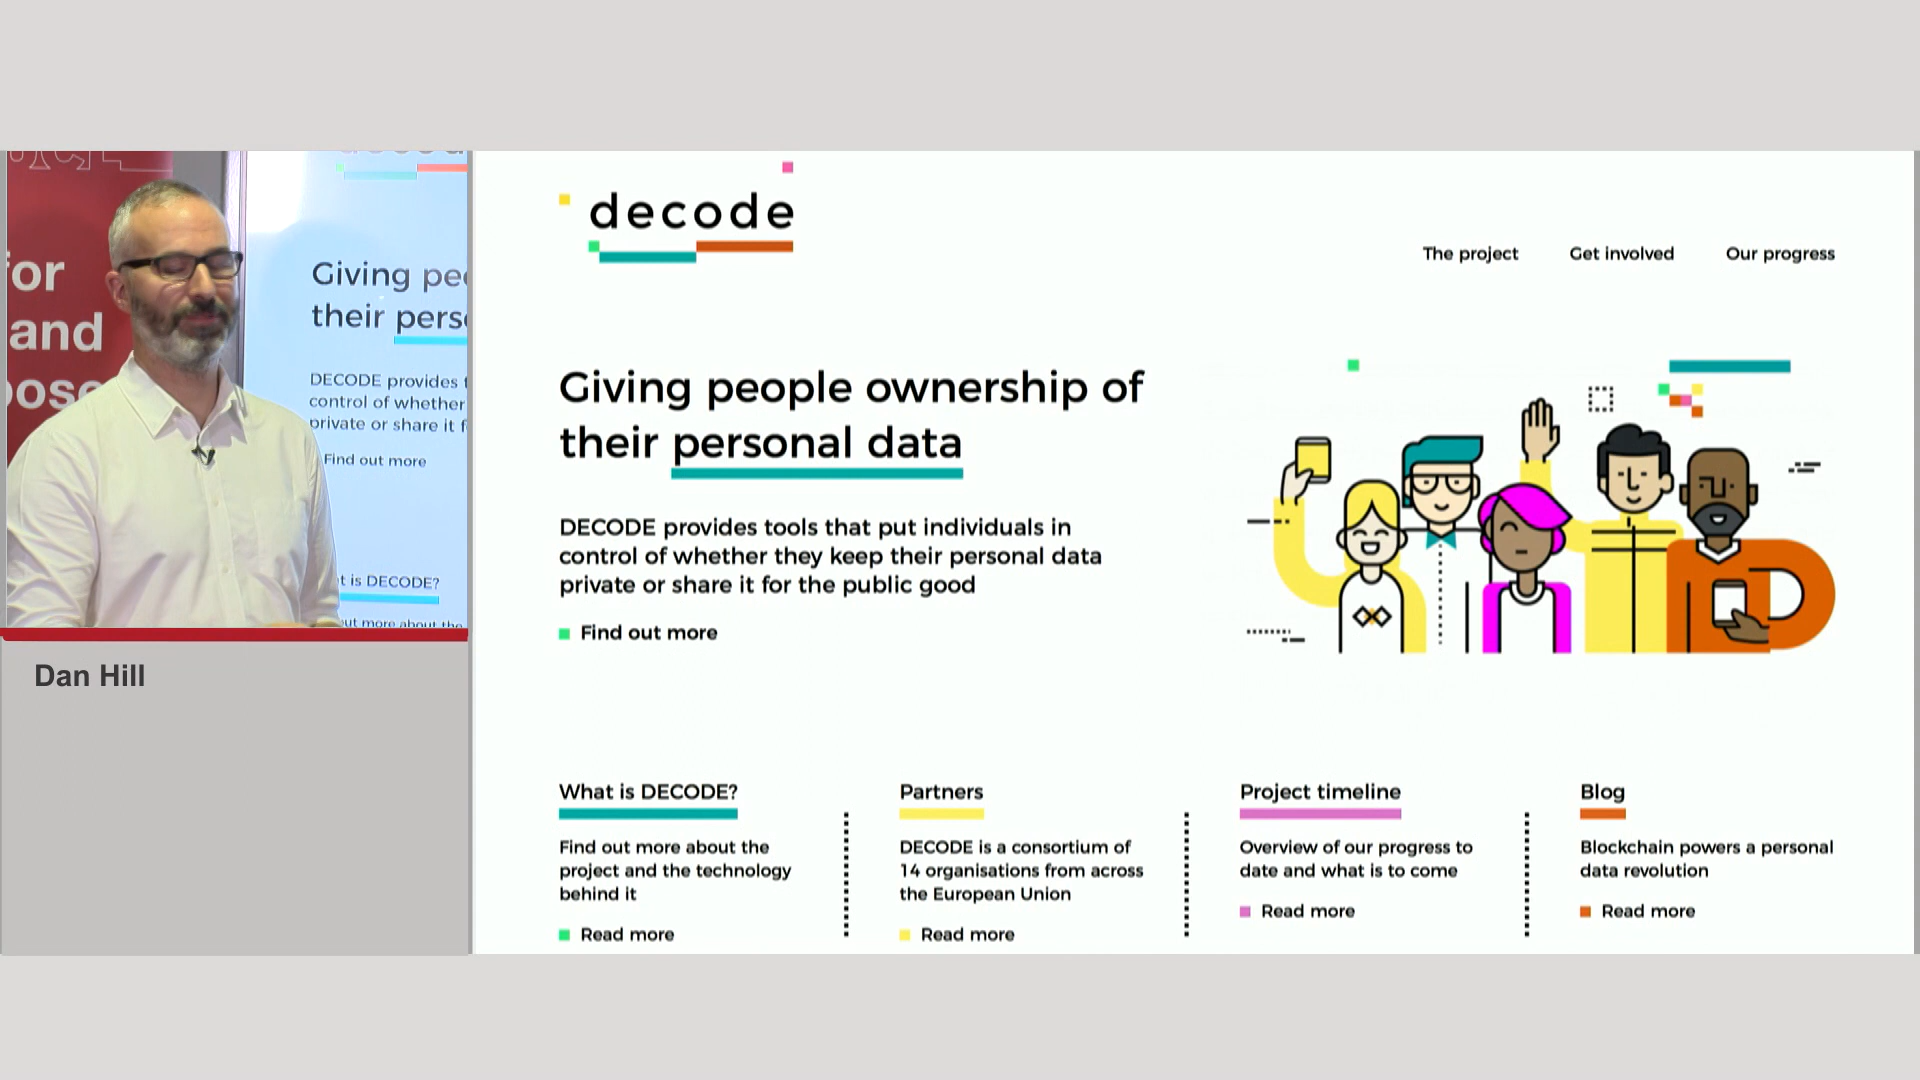 for
and
Giving
their
DECODE provides
control of whether
private or share it
Find out more
is DECODE?
more about the
Dan Hill
decode
The project
Get involved
Our progress
Giving people ownership of
their personal data
DECODE provides tools that put individuals in
control of whether they keep their personal data
private or share it for the public good
Find out more
What is DECODE?
Find out more about the
project and the technology
behind it
Read more
Partners
DECODE is a consortium of
14 organisations from across
the European Union
Read more
Project timeline
Overview of our progress to
date and what is to come
Read more
Blog
Blockchain powers a personal
data revolution
Read more